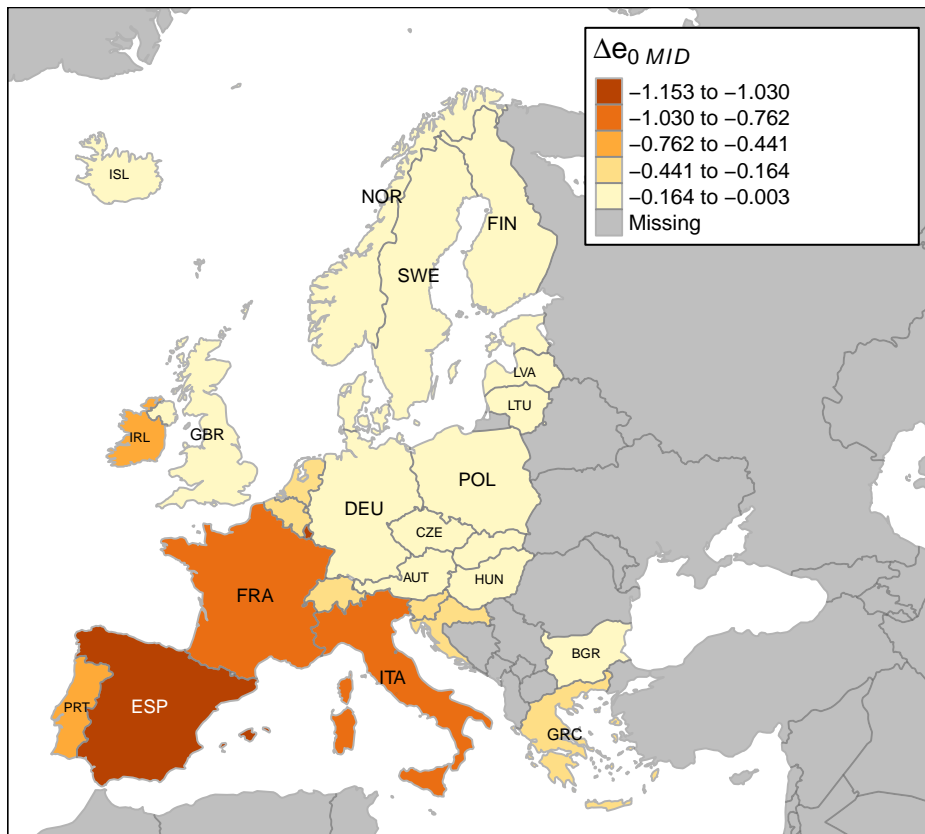 Δe₀ MID
−1.153 to −1.030
−1.030 to −0.762
−0.762 to −0.441
−0.441 to −0.164
−0.164 to −0.003
Missing
ISL
NOR
FIN
SWE
LVA
LTU
IRL
GBR
POL
DEU
CZE
AUT
HUN
FRA
BGR
ITA
PRT
ESP
GRC